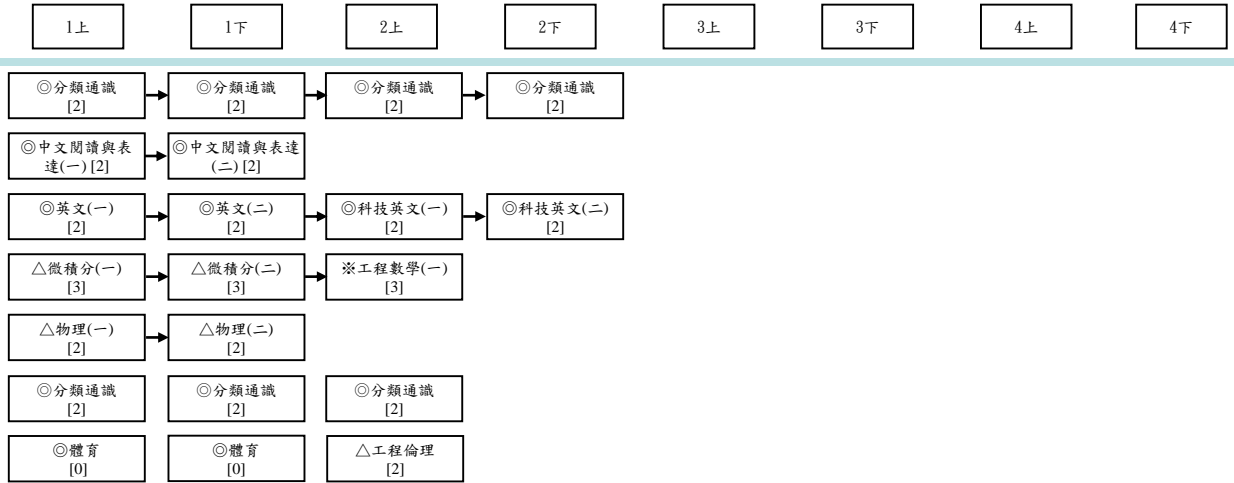 1上
1下
2上
2下
3上
3下
4上
4下
◎分類通識
[2]
◎分類通識
[2]
◎分類通識
[2]
◎分類通識
[2]
◎中文閱讀與表
達(一) [2]
◎中文閱讀與表達
(二) [2]
◎英文(一)
[2]
◎英文(二)
[2]
◎科技英文(一)
[2]
◎科技英文(二)
[2]
△微積分(一)
[3]
△微積分(二)
[3]
※工程數學(一)
[3]
△物理(一)
[2]
△物理(二)
[2]
◎分類通識
[2]
◎分類通識
[2]
◎分類通識
[2]
◎體育
[0]
◎體育
[0]
△工程倫理
[2]